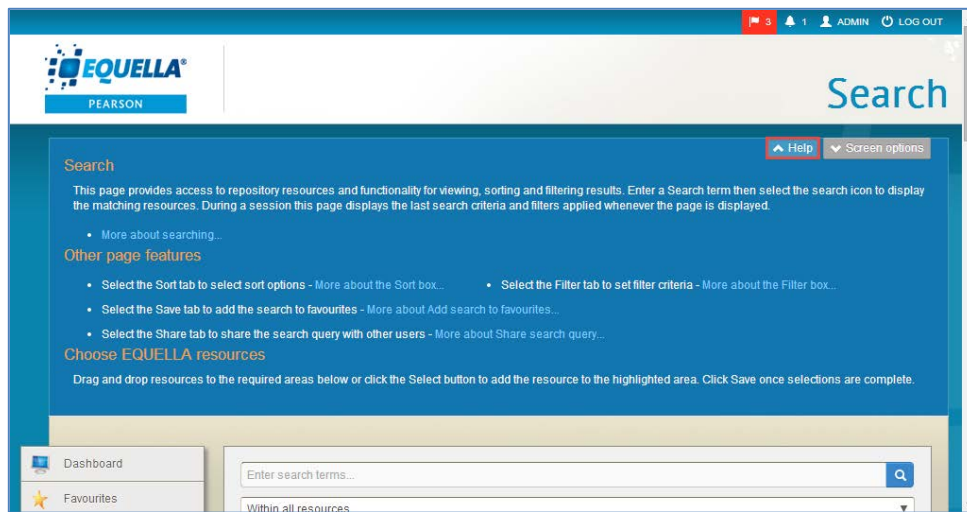 3 1 ADMIN LOG OUT
EQUELLA®
PEARSON
Search
Help Screen options
Search
This page provides access to repository resources and functionality for viewing, sorting and filtering results. Enter a Search term then select the search icon to display
the matching resources. During a session this page displays the last search criteria and filters applied whenever the page is displayed.
• More about searching...
Other page features
• Select the Sort tab to select sort options - More about the Sort box... • Select the Filter tab to set filter criteria - More about the Filter box...
• Select the Save tab to add the search to favourites - More about Add search to favourites...
• Select the Share tab to share the search query with other users - More about Share search query...
Choose EQUELLA resources
Drag and drop resources to the required areas below or click the Select button to add the resource to the highlighted area. Click Save once selections are complete.
Dashboard
Enter search terms...
Favourites
Within all resources